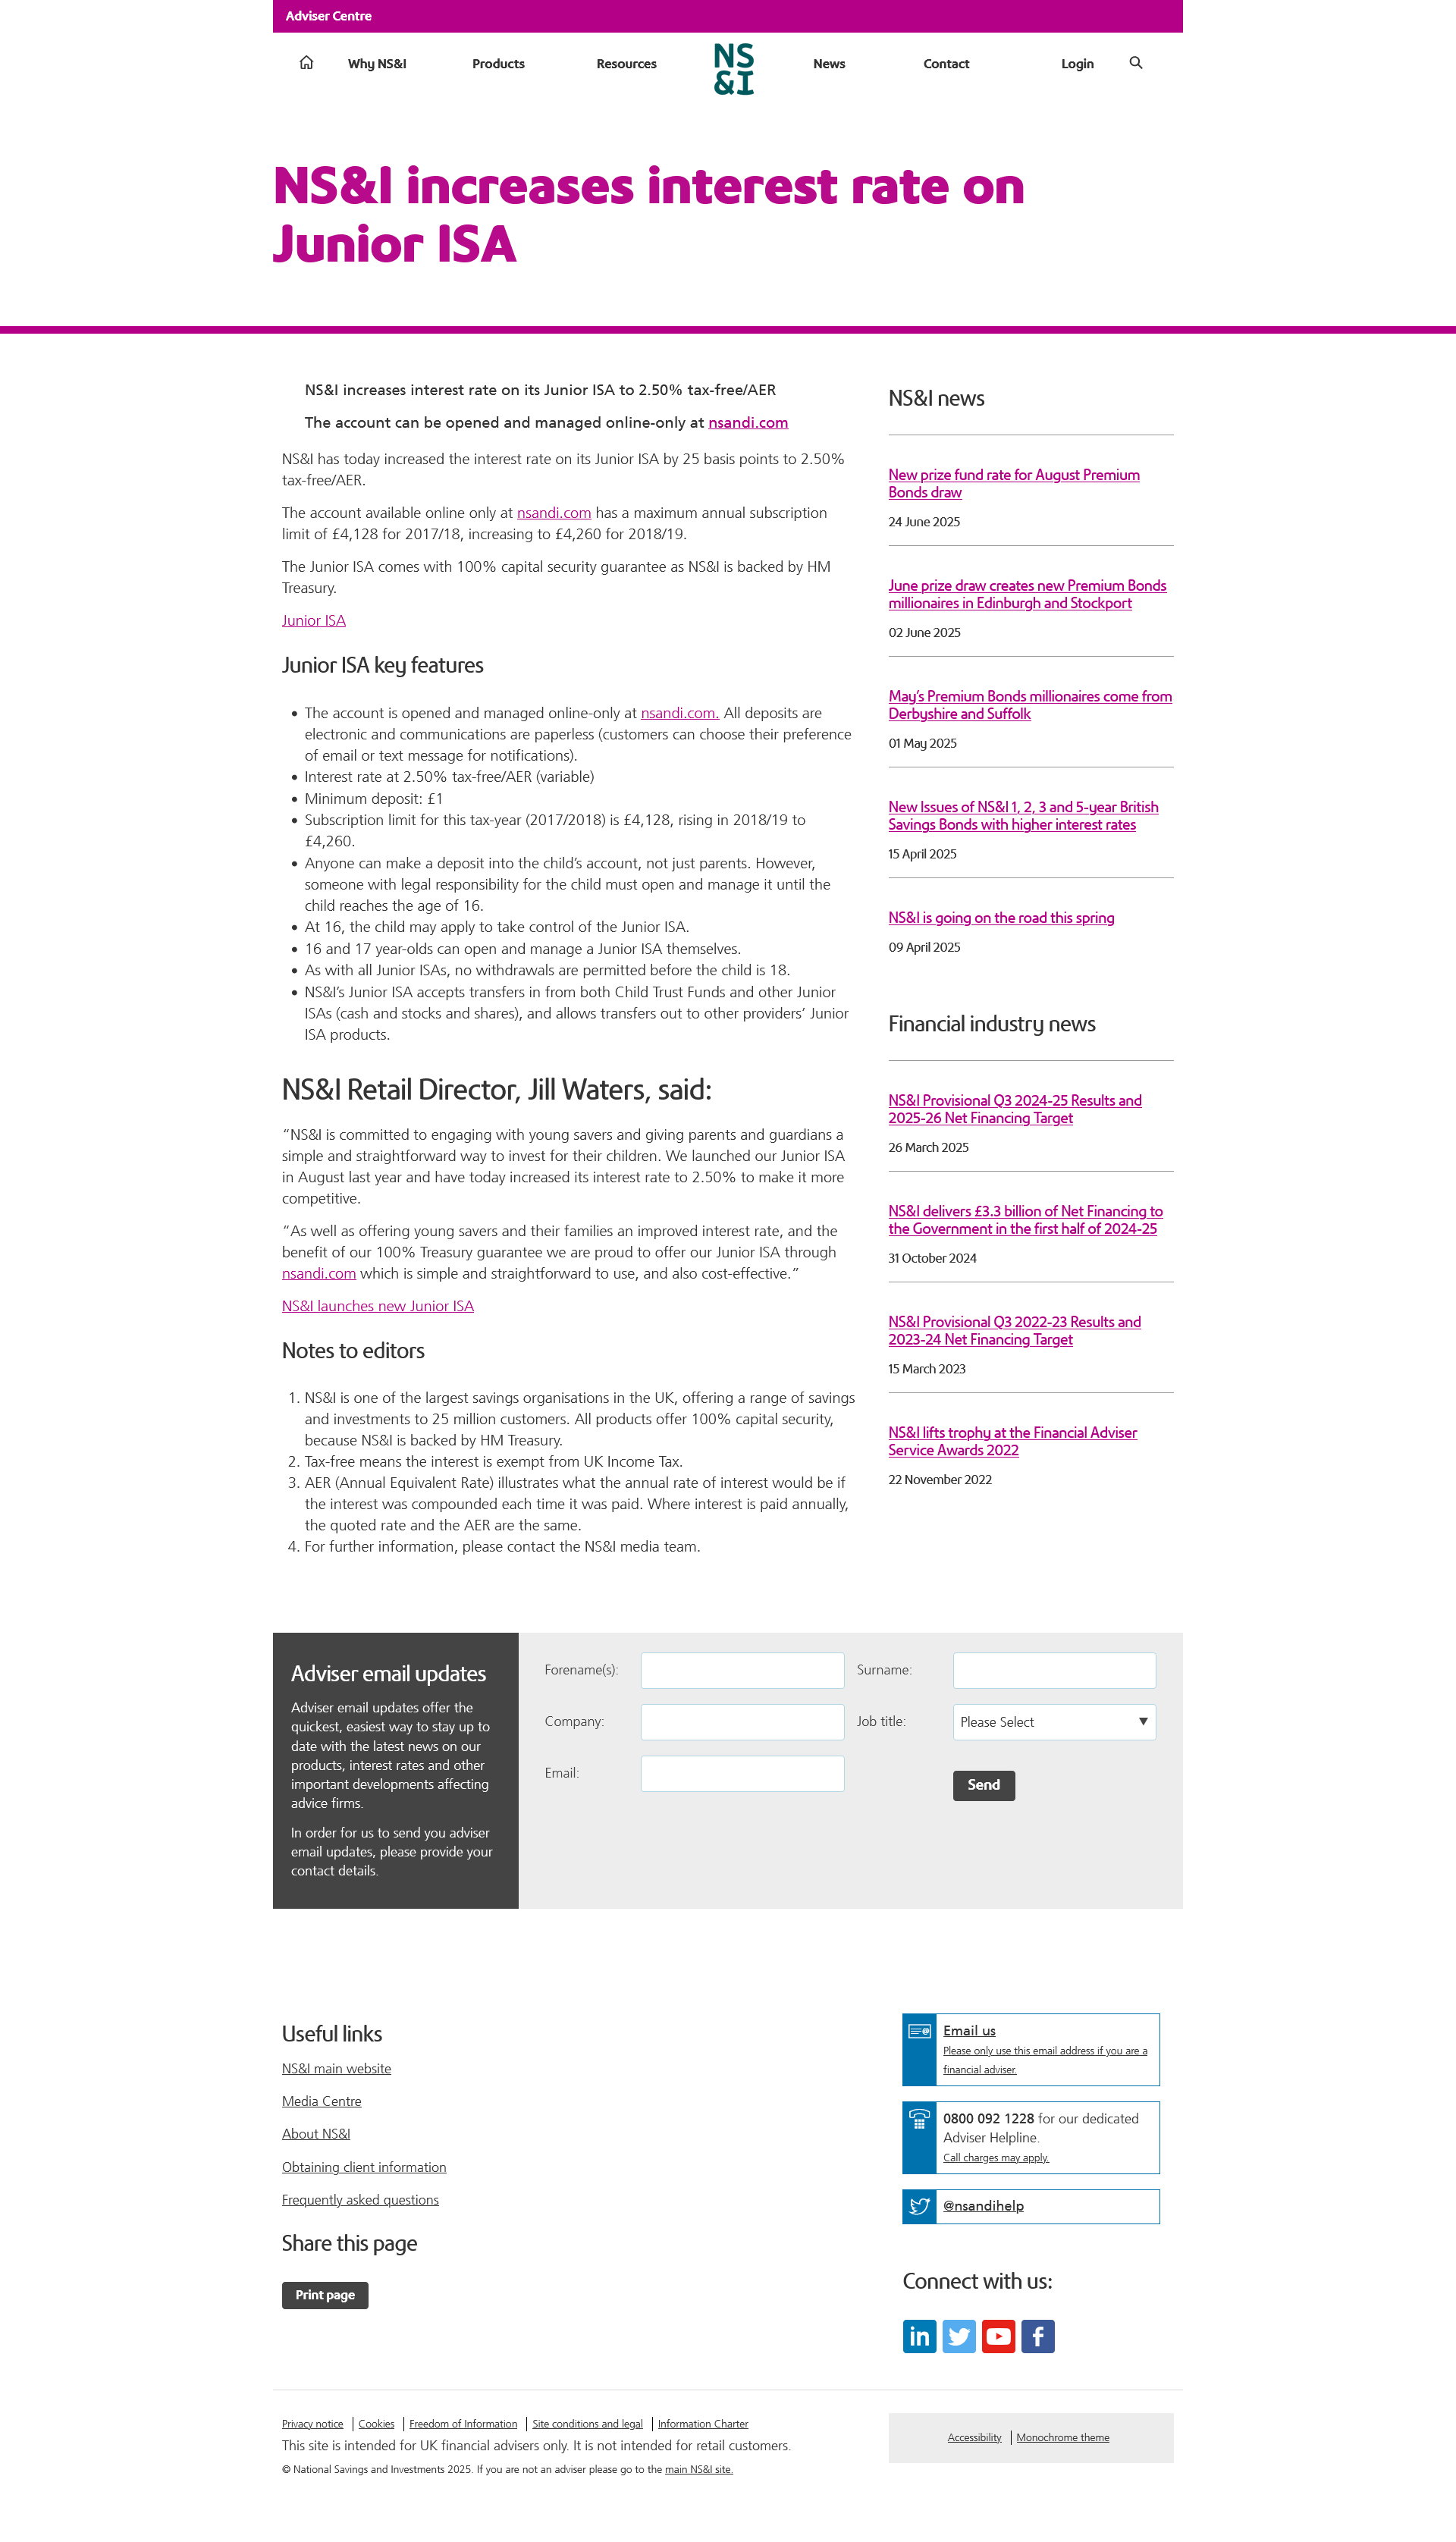 Adviser Centre
Why NS&I
Products
Resources
NS
&I
News
Contact
Login
NS&I increases interest rate on
Junior ISA
NS&I increases interest rate on its Junior ISA to 2.50% tax-free/AER
The account can be opened and managed online-only at nsandi.com
NS&I has today increased the interest rate on its Junior ISA by 25 basis points to 2.50%
tax-free/AER.
The account available online only at nsandi.com has a maximum annual subscription
limit of £4,128 for 2017/18, increasing to £4,260 for 2018/19.
The Junior ISA comes with 100% capital security guarantee as NS&I is backed by HM
Treasury.
Junior ISA
Junior ISA key features
• The account is opened and managed online-only at nsandi.com. All deposits are
electronic and communications are paperless (customers can choose their preference
of email or text message for notifications).
• Interest rate at 2.50% tax-free/AER (variable)
• Minimum deposit: £1
• Subscription limit for this tax-year (2017/2018) is £4,128, rising in 2018/19 to
£4,260.
• Anyone can make a deposit into the child’s account, not just parents. However,
someone with legal responsibility for the child must open and manage it until the
child reaches the age of 16.
• At 16, the child may apply to take control of the Junior ISA.
• 16 and 17 year-olds can open and manage a Junior ISA themselves.
• As with all Junior ISAs, no withdrawals are permitted before the child is 18.
• NS&I’s Junior ISA accepts transfers in from both Child Trust Funds and other Junior
ISAs (cash and stocks and shares), and allows transfers out to other providers’ Junior
ISA products.
NS&I Retail Director, Jill Waters, said:
“NS&I is committed to engaging with young savers and giving parents and guardians a
simple and straightforward way to invest for their children. We launched our Junior ISA
in August last year and have today increased its interest rate to 2.50% to make it more
competitive.
“As well as offering young savers and their families an improved interest rate, and the
benefit of our 100% Treasury guarantee we are proud to offer our Junior ISA through
nsandi.com which is simple and straightforward to use, and also cost-effective.”
NS&I launches new Junior ISA
Notes to editors
1. NS&I is one of the largest savings organisations in the UK, offering a range of savings
and investments to 25 million customers. All products offer 100% capital security,
because NS&I is backed by HM Treasury.
2. Tax-free means the interest is exempt from UK Income Tax.
3. AER (Annual Equivalent Rate) illustrates what the annual rate of interest would be if
the interest was compounded each time it was paid. Where interest is paid annually,
the quoted rate and the AER are the same.
4. For further information, please contact the NS&I media team.
NS&I news
New prize fund rate for August Premium
Bonds draw
24 June 2025
June prize draw creates new Premium Bonds
millionaires in Edinburgh and Stockport
02 June 2025
May’s Premium Bonds millionaires come from
Derbyshire and Suffolk
01 May 2025
New Issues of NS&I 1, 2, 3 and 5-year British
Savings Bonds with higher interest rates
15 April 2025
NS&I is going on the road this spring
09 April 2025
Financial industry news
NS&I Provisional Q3 2024-25 Results and
2025-26 Net Financing Target
26 March 2025
NS&I delivers £3.3 billion of Net Financing to
the Government in the first half of 2024-25
31 October 2024
NS&I Provisional Q3 2022-23 Results and
2023-24 Net Financing Target
15 March 2023
NS&I lifts trophy at the Financial Adviser
Service Awards 2022
22 November 2022
Adviser email updates
Adviser email updates offer the
quickest, easiest way to stay up to
date with the latest news on our
products, interest rates and other
important developments affecting
advice firms.
In order for us to send you adviser
email updates, please provide your
contact details.
Forename(s):
Surname:
Company:
Job title:
Please Select
Email:
Send
Useful links
NS&I main website
Media Centre
About NS&I
Obtaining client information
Frequently asked questions
Share this page
Print page
Email us
Please only use this email address if you are a
financial adviser.
0800 092 1228 for our dedicated
Adviser Helpline.
Call charges may apply.
@nsandihelp
Connect with us:
in
f
Privacy notice
Cookies
Freedom of Information
Site conditions and legal
Information Charter
This site is intended for UK financial advisers only. It is not intended for retail customers.
© National Savings and Investments 2025. If you are not an adviser please go to the main NS&I site.
Accessibility
Monochrome theme